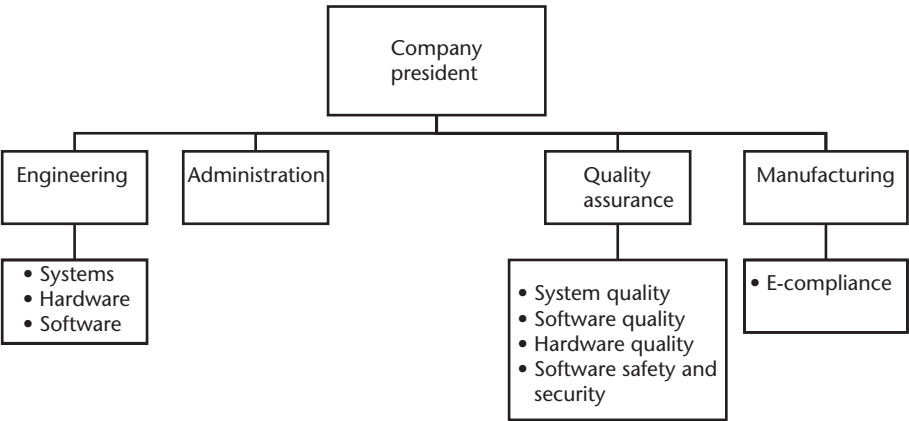 Company
president
Engineering
Administration
Quality
assurance
Manufacturing
• Systems
• Hardware
• Software
• System quality
• Software quality
• Hardware quality
• Software safety and
security
• E-compliance